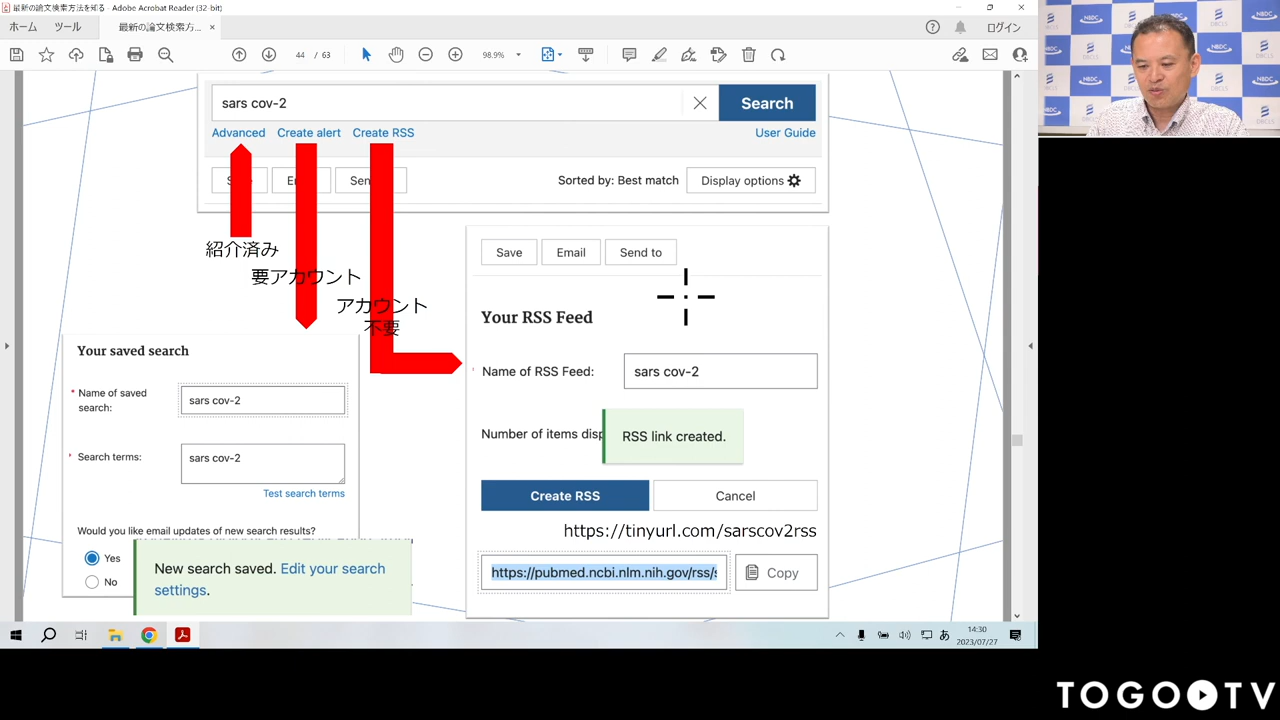 最新の論文検索方法を知る - Adobe Acrobat Reader (32-bit)
ホーム ツール 最新の論文検索方... × ログイン
44 / 63 98.9%
sars cov-2 Search
Advanced Create alert Create RSS User Guide
Sorted by: Best match Display options
紹介済み
要アカウント
アカウント
不要
Save Email Send to
Your RSS Feed
Name of RSS Feed: sars cov-2
Number of items disp
RSS link created.
Create RSS Cancel
https://tinyurl.com/sarscov2rss
https://pubmed.ncbi.nlm.nih.gov/rss/s Copy
Your saved search
* Name of saved
search:
sars cov-2
Search terms: sars cov-2
Test search terms
Would you like email updates of new search results?
Yes
No
New search saved. Edit your search
settings.
あ
14:30
2023/07/27
NBDC
DBCLS
TOGO TV